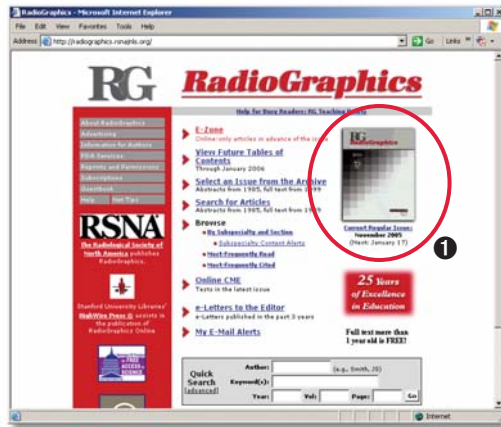 RadioGraphics - Microsoft Internet Explorer
File Edit View Favorites Tools Help
Address http://radiographics.rsnajnls.org/
Go Links
RG RadioGraphics
About RadioGraphics
Advertising
Information for Authors
PDA Services
Reprints and Permissions
Subscriptions
Guestbook
Help Net Tips
RSNA
The Radiological Society of
North America publishes
RadioGraphics.
Stanford University Libraries'
HighWire Press ® assists in
the publication of
RadioGraphics Online
FREE
ACCESS
SCIENCE
Help for Busy Readers: RG Teaching
E-Zone
Online-only articles in advance of the issue
View Future Tables of
Contents
Through January 2006
Select an Issue from the Archive
Abstracts from 1985, full text from 1999
Search for Articles
Abstracts from 1985, full text from 1999
Browse
By Subspecialty and Section
Subspecialty Content Alerts
Most-Frequently Read
Most-Frequently Cited
Online CME
Tests in the latest issue
e-Letters to the Editor
e-Letters published in the past 3 years
My E-Mail Alerts
RG
RadioGraphics
Current Regular Issue:
November 2005
(Next: January 17)
1
25 Years
of Excellence
in Education
Full text more than
1 year old is FREE!
Quick
Search
[advanced]
Author: (e.g., Smith, JS)
Keyword(s):
Year: Vol: Page: Go
Internet